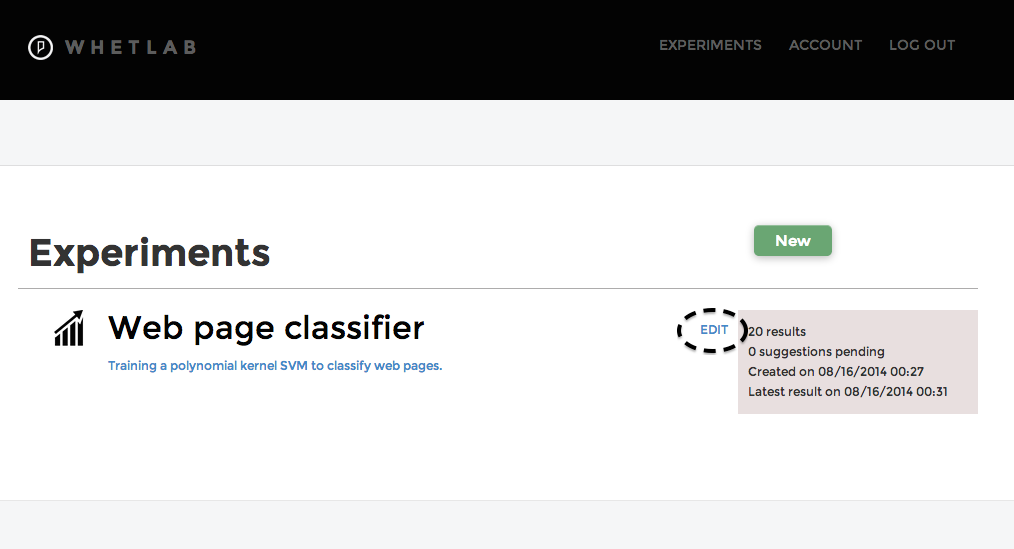 WHETLAB
EXPERIMENTS ACCOUNT LOG OUT
Experiments
New
Web page classifier
EDIT
Training a polynomial kernel SVM to classify web pages.
20 results
0 suggestions pending
Created on 08/16/2014 00:27
Latest result on 08/16/2014 00:31